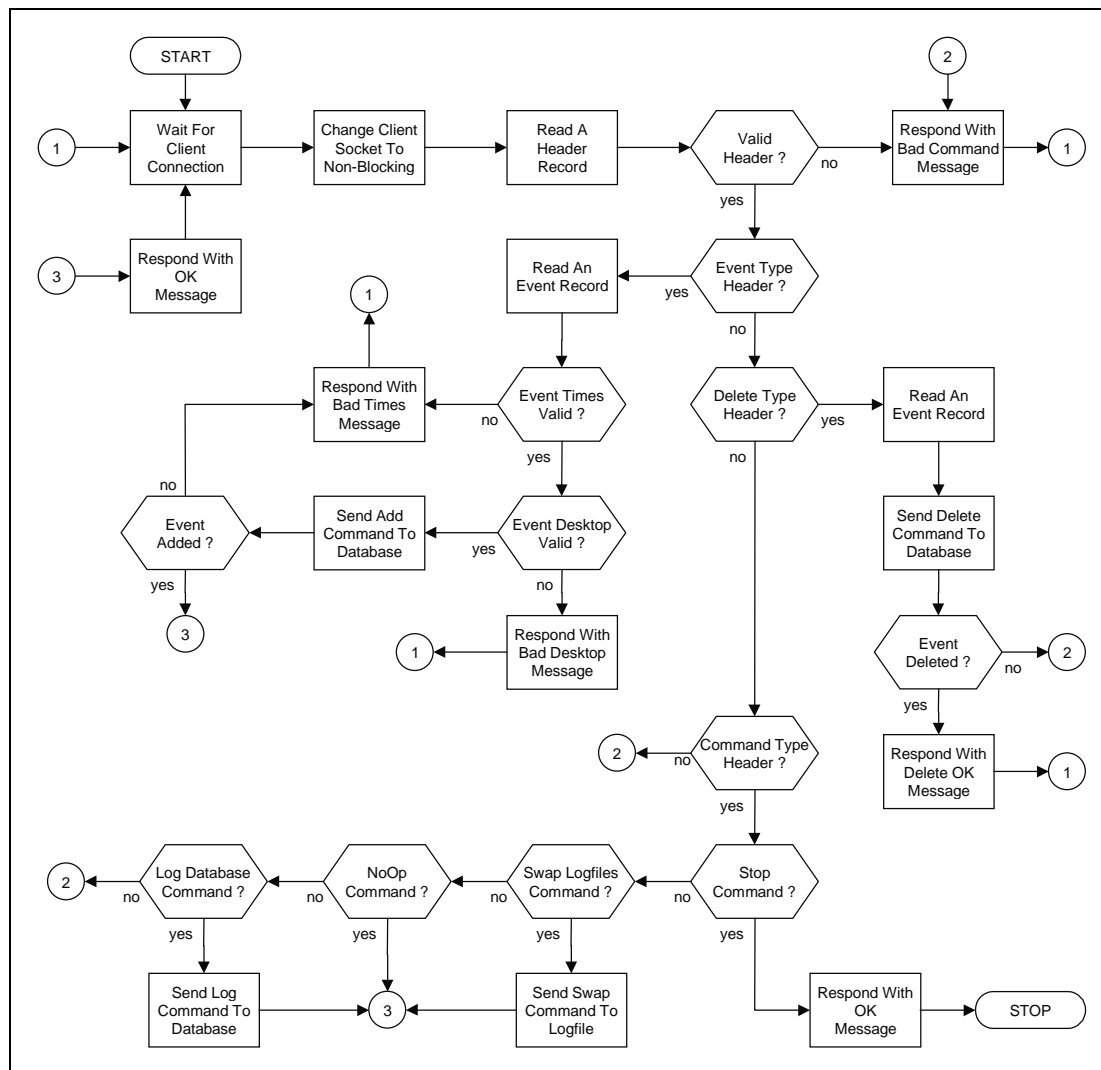 START
2
1
Wait For
Client
Connection
Change Client
Socket To
Non-Blocking
Read A
Header
Record
Valid
Header ?
no
Respond With
Bad Command
Message
1
yes
3
Respond With
OK
Message
Read An
Event Record
yes
Event Type
Header ?
no
1
Respond With
Bad Times
Message
no
Event Times
Valid ?
yes
Delete Type
Header ?
yes
no
Read An
Event Record
no
Event
Added ?
yes
Send Add
Command To
Database
yes
Event Desktop
Valid ?
no
Send Delete
Command To
Database
3
1
Respond With
Bad Desktop
Message
Event
Deleted ?
no
2
yes
2
no
Command Type
Header ?
yes
Respond With
Delete OK
Message
1
2
no
Log Database
Command ?
yes
no
NoOp
Command ?
yes
no
Swap Logfiles
Command ?
yes
no
Stop
Command ?
yes
Send Log
Command To
Database
3
Send Swap
Command To
Logfile
Respond With
OK
Message
STOP